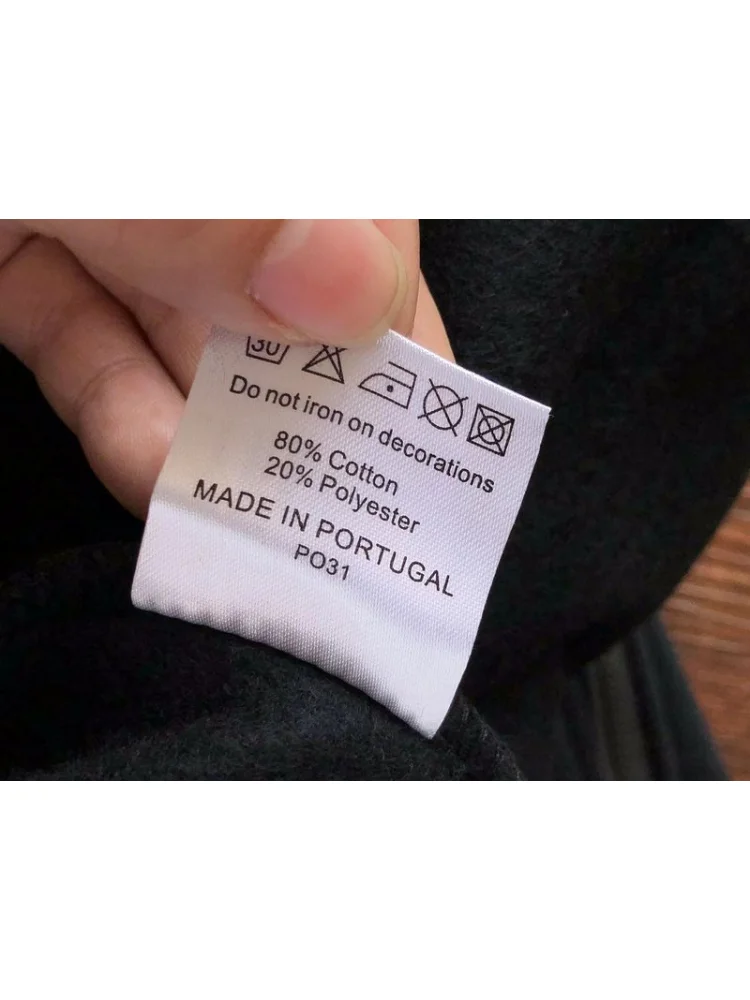 30
Do not iron on decorations
80% Cotton
20% Polyester
MADE IN PORTUGAL
PO31